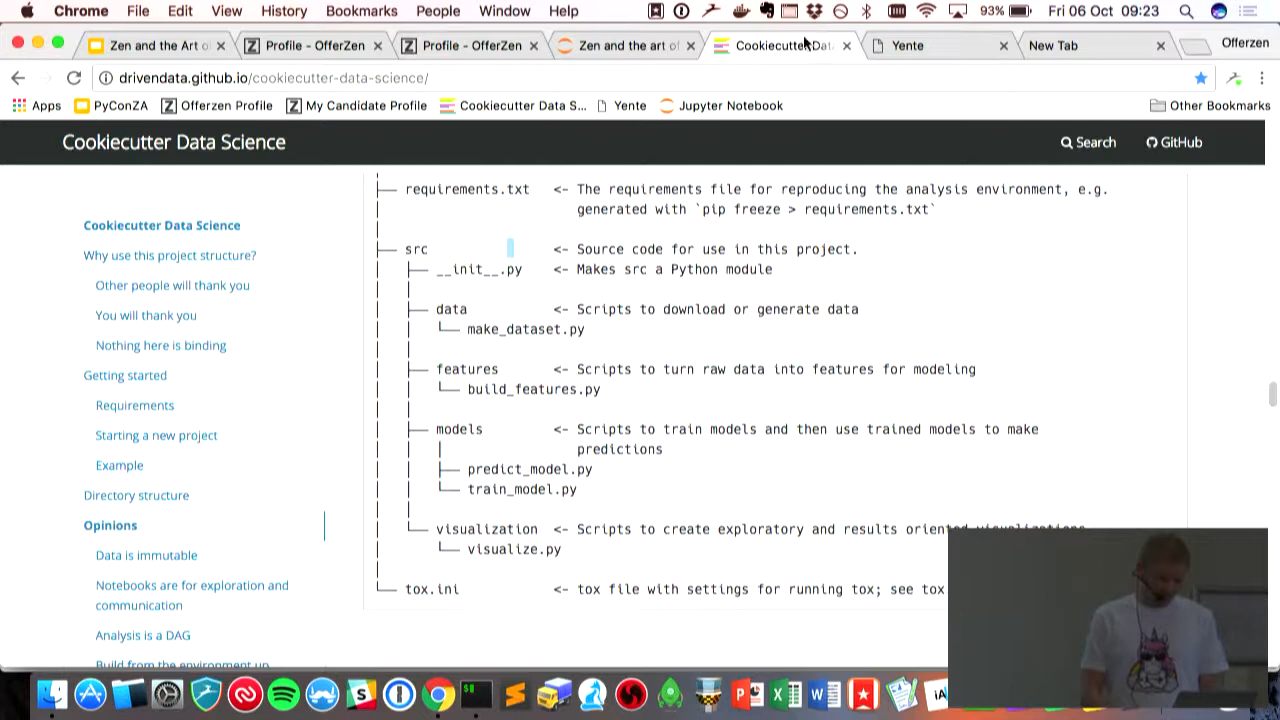 Chrome File Edit View History Bookmarks People Window Help 93% Fri 06 Oct 09:23
Zen and the Art o Profile - OfferZen Profile - OfferZen Zen and the art of Cookiecutter Dat Yente New Tab Offerzen
drivendata.github.io/cookiecutter-data-science/
Apps PyConZA Offerzen Profile My Candidate Profile Cookiecutter Data S... Yente Jupyter Notebook Other Bookmarks
Cookiecutter Data Science Search GitHub
├── requirements.txt <- The requirements file for reproducing the analysis environment, e.g.
generated with `pip freeze > requirements.txt`
├── src <- Source code for use in this project.
├── __init__.py <- Makes src a Python module
├── data <- Scripts to download or generate data
└── make_dataset.py
├── features <- Scripts to turn raw data into features for modeling
└── build_features.py
├── models <- Scripts to train models and then use trained models to make
predictions
├── predict_model.py
└── train_model.py
└── visualization <- Scripts to create exploratory and results oriented visualizations
└── visualize.py
└── tox.ini <- tox file with settings for running tox; see tox
Cookiecutter Data Science
Why use this project structure?
Other people will thank you
You will thank you
Nothing here is binding
Getting started
Requirements
Starting a new project
Example
Directory structure
Opinions
Data is immutable
Notebooks are for exploration and
communication
Analysis is a DAG
Build from the environment up